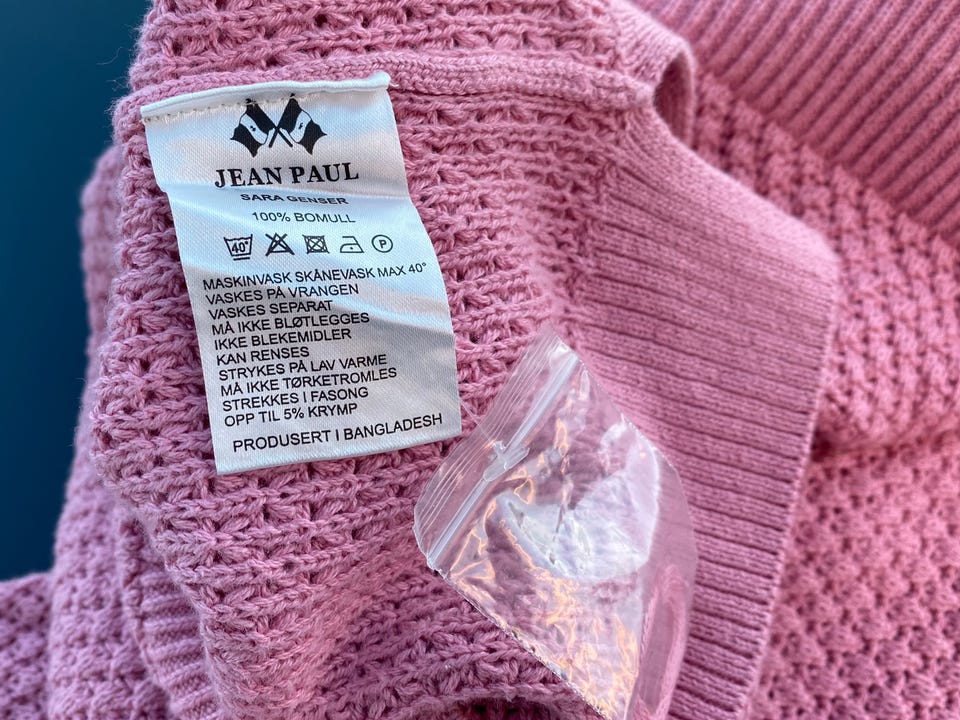 JEAN PAUL
SARA GENSER
100% BOMULL
40° P
MASKINVASK SKÅNEVASK MAX 40°
VASKES PÅ VRANGEN
VASKES SEPARAT
MÅ IKKE BLØTLEGGES
IKKE BLEKEMIDLER
KAN RENSES
STRYKES PÅ LAV VARME
MÅ IKKE TØRKETROMLES
STREKKES I FASONG
OPP TIL 5% KRYMP
PRODUSERT I BANGLADESH